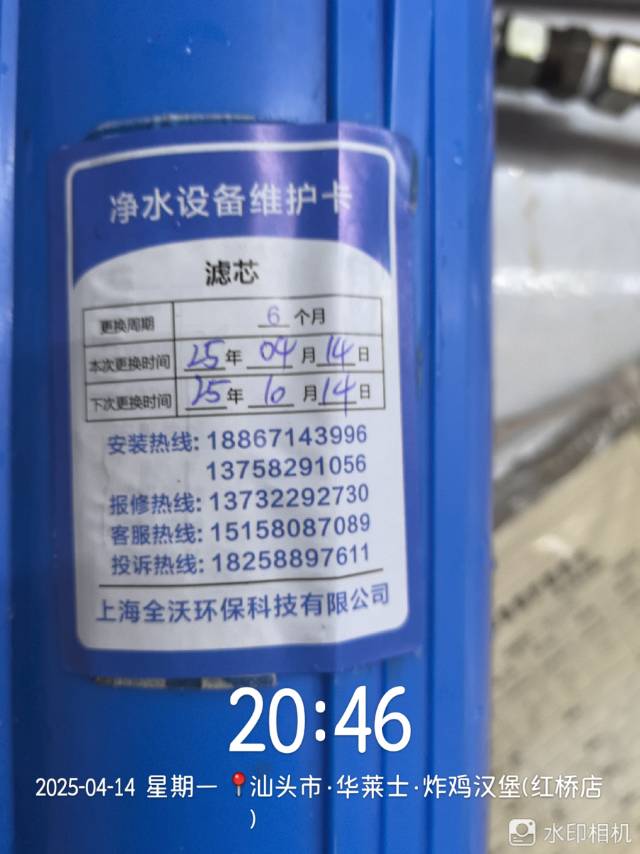 净水设备维护卡
滤芯
更换周期 6 个月
本次更换时间 25 年 04 月 14 日
下次更换时间 25 年 10 月 14 日
安装热线: 18867143996
13758291056
报修热线: 13732292730
客服热线: 15158087089
投诉热线: 18258897611
上海全沃环保科技有限公司
20:46
2025-04-14 星期一 📍汕头市·华莱士·炸鸡汉堡(红桥店
)
水印相机